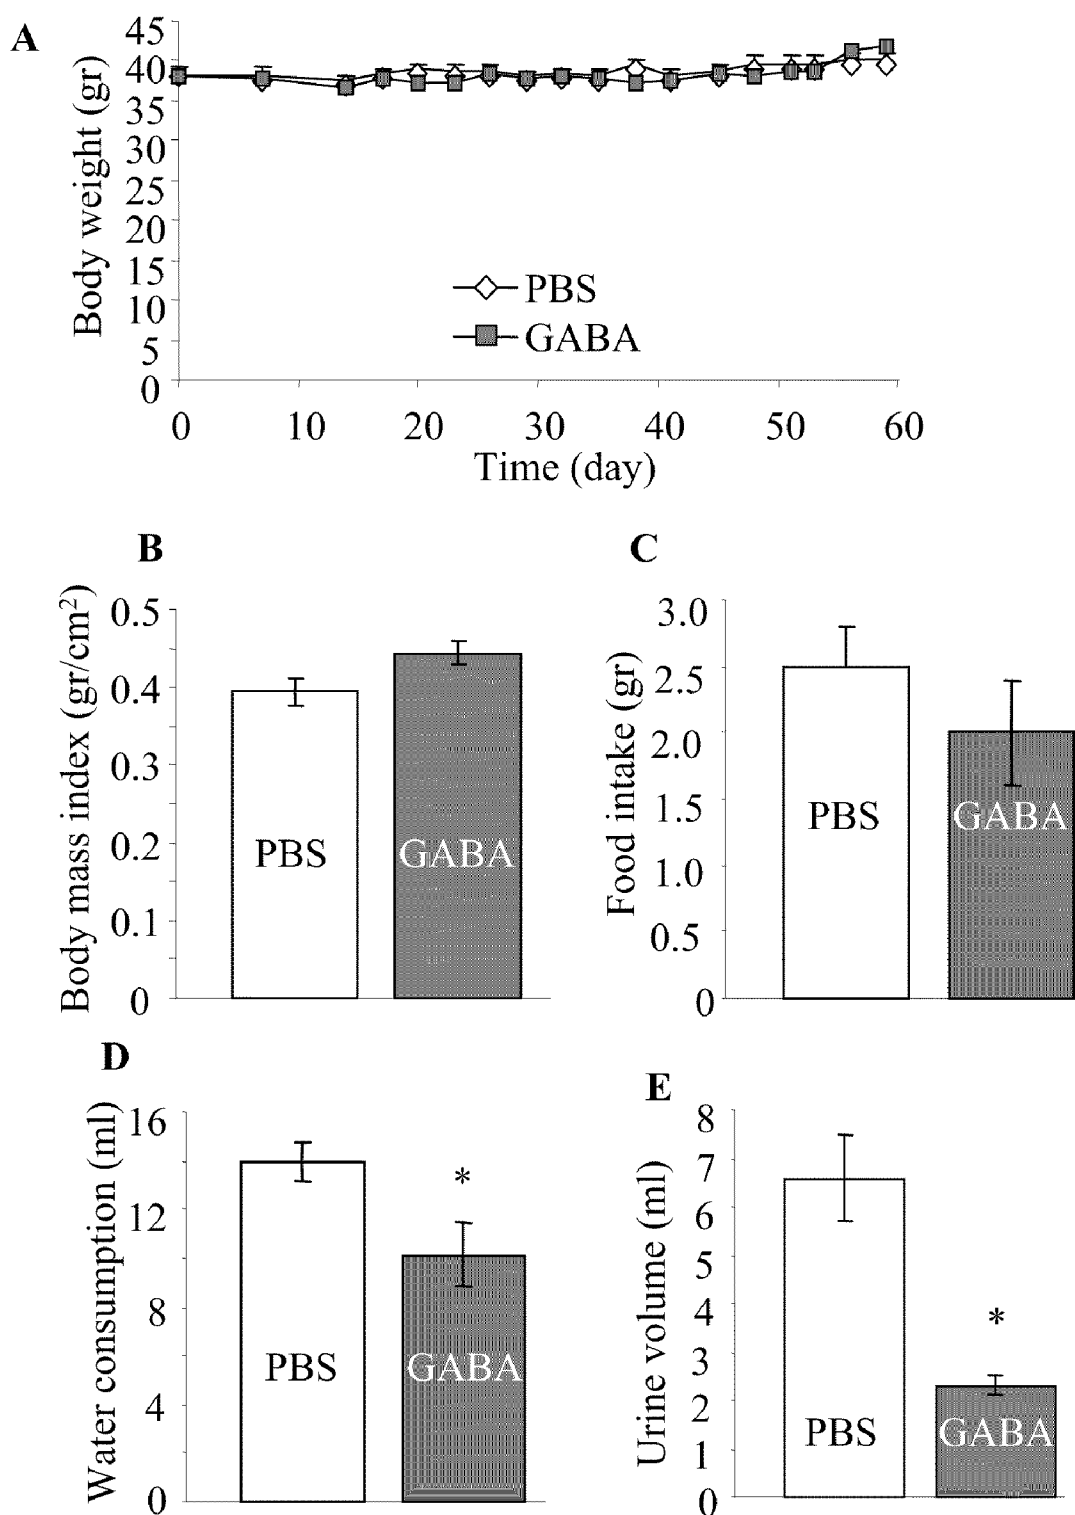 A
Body weight (gr)
45
40
35
30
25
20
15
10
5
0
PBS
GABA
0 10 20 30 40 50 60
Time (day)
B
Body mass index (gr/cm²)
0.5
0.4
0.3
0.2
0.1
0
PBS
GABA
C
Food intake (gr)
3.0
2.5
2.0
1.5
1.0
0.5
0
PBS
GABA
D
Water consumption (ml)
16
12
8
4
0
*
PBS
GABA
E
Urine volume (ml)
8
7
6
5
4
3
2
1
0
*
PBS
GABA